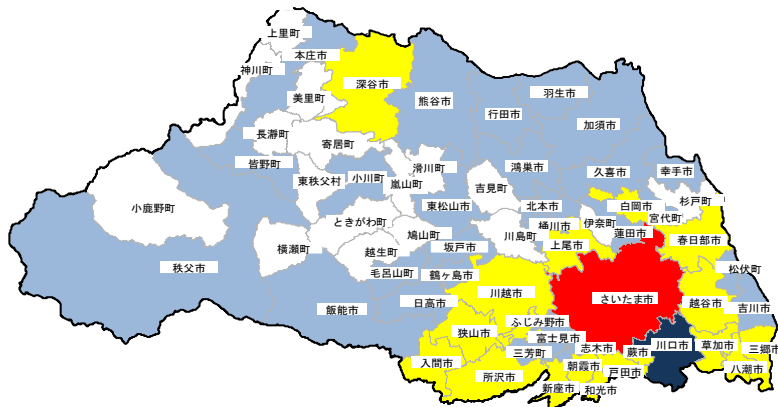 上里町
本庄市
神川町
深谷市
美里町
熊谷市
羽生市
行田市
加須市
長瀞町
寄居町
皆野町
滑川町
鴻巣市
久喜市
幸手市
東秩父村
小川町
嵐山町
吉見町
小鹿野町
東松山市
北本市
白岡市
杉戸町
宮代町
ときがわ町
鳩山町
川島町
桶川市
伊奈町
蓮田市
春日部市
横瀬町
越生町
坂戸市
上尾市
秩父市
毛呂山町
鶴ヶ島市
松伏町
川越市
さいたま市
越谷市
日高市
飯能市
吉川市
ふじみ野市
狭山市
富士見市
志木市
川口市
草加市
三郷市
入間市
三芳町
蕨市
朝霞市
戸田市
八潮市
所沢市
新座市
和光市